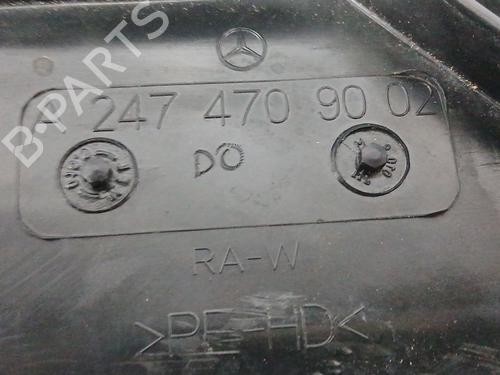 B-PARTS
A 247 470 90 02
DO
RA-W
>PE-HD<